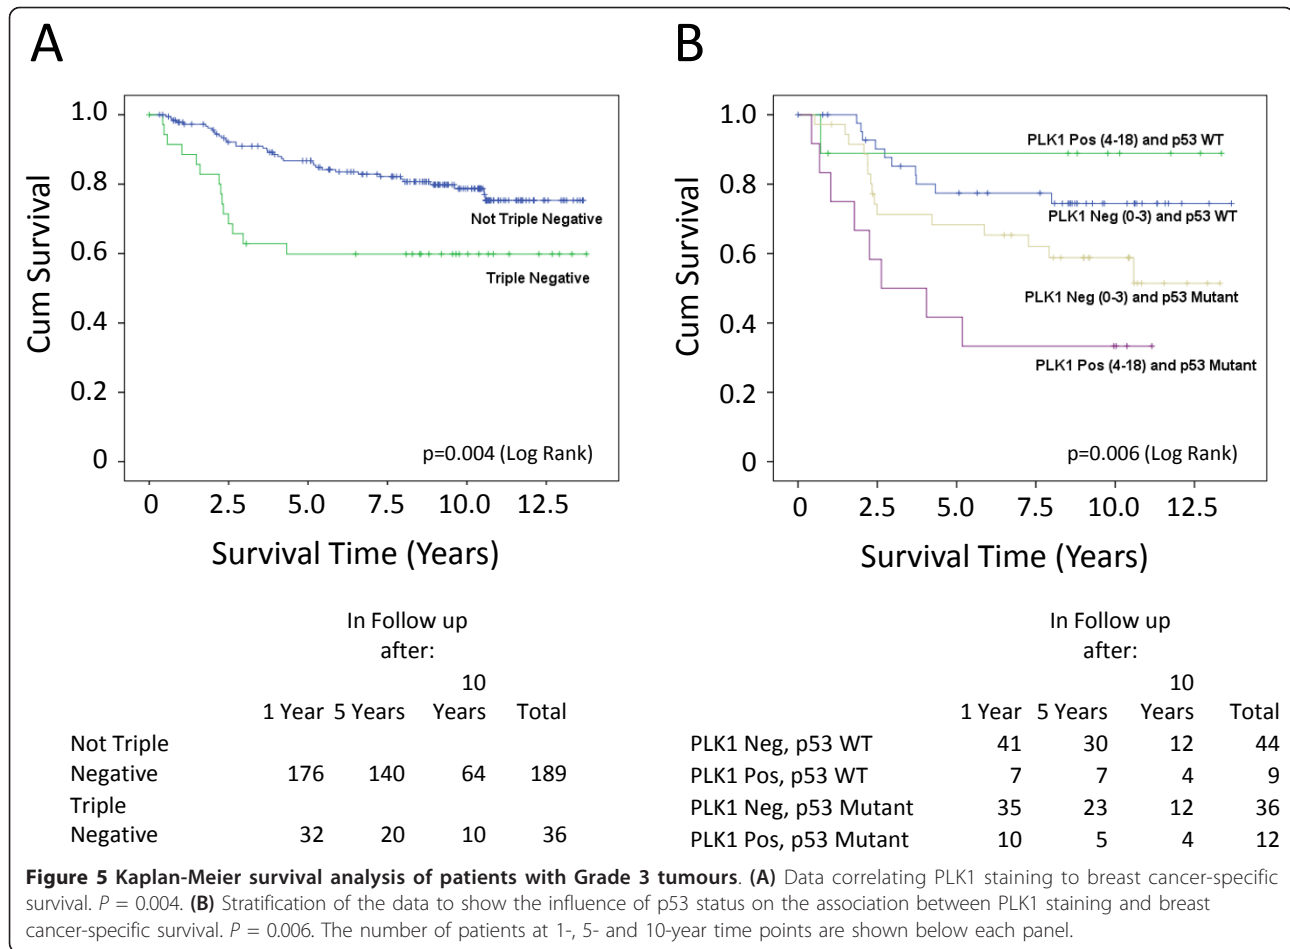 A
B
1.0
0.8
0.6
0.4
0.2
0
Cum Survival
Not Triple Negative
Triple Negative
p=0.004 (Log Rank)
0 2.5 5.0 7.5 10.0 12.5
Survival Time (Years)
1.0
0.8
0.6
0.4
0.2
0
Cum Survival
PLK1 Pos (4-18) and p53 WT
PLK1 Neg (0-3) and p53 WT
PLK1 Neg (0-3) and p53 Mutant
PLK1 Pos (4-18) and p53 Mutant
p=0.006 (Log Rank)
0 2.5 5.0 7.5 10.0 12.5
Survival Time (Years)
In Follow up
after:
10
1 Year 5 Years Years Total
Not Triple
Negative 176 140 64 189
Triple
Negative 32 20 10 36
In Follow up
after:
10
1 Year 5 Years Years Total
PLK1 Neg, p53 WT 41 30 12 44
PLK1 Pos, p53 WT 7 7 4 9
PLK1 Neg, p53 Mutant 35 23 12 36
PLK1 Pos, p53 Mutant 10 5 4 12
Figure 5 Kaplan-Meier survival analysis of patients with Grade 3 tumours. (A) Data correlating PLK1 staining to breast cancer-specific
survival. P = 0.004. (B) Stratification of the data to show the influence of p53 status on the association between PLK1 staining and breast
cancer-specific survival. P = 0.006. The number of patients at 1-, 5- and 10-year time points are shown below each panel.